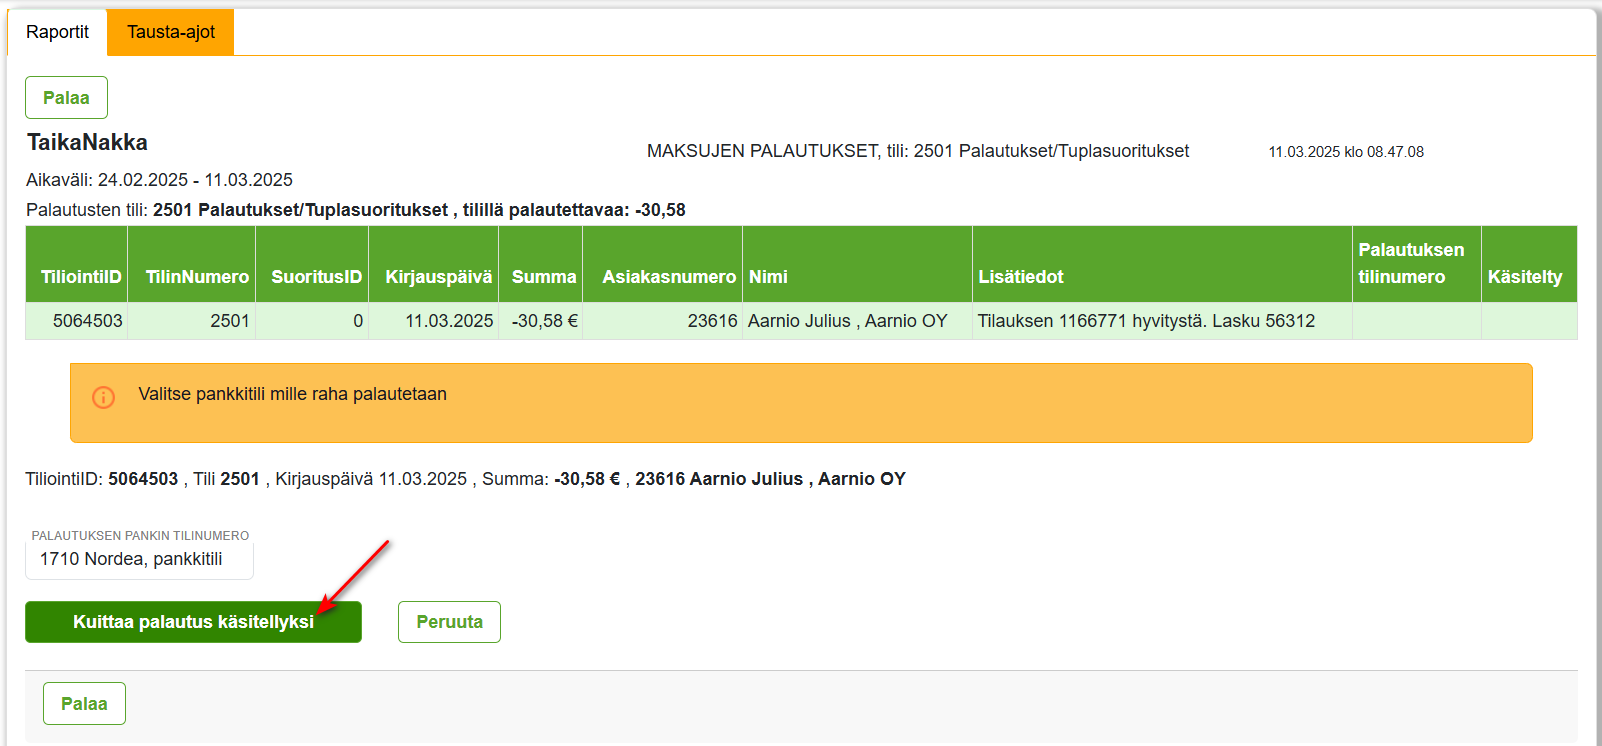 Raportit Tausta-ajot
Palaa
TaikaNakka
MAKSUJEN PALAUTUKSET, tili: 2501 Palautukset/Tuplasuoritukset 11.03.2025 klo 08.47.08
Aikaväli: 24.02.2025 - 11.03.2025
Palautusten tili: 2501 Palautukset/Tuplasuoritukset , tilillä palautettavaa: -30,58
TiliointiID TilinNumero SuoritusID Kirjauspäivä Summa Asiakasnumero Nimi Lisätiedot Palautuksen tilinumero Käsitelty
5064503 2501 0 11.03.2025 -30,58 € 23616 Aarnio Julius , Aarnio OY Tilauksen 1166771 hyvitystä. Lasku 56312
Valitse pankkitili mille raha palautetaan
TiliointiID: 5064503 , Tili 2501 , Kirjauspäivä 11.03.2025 , Summa: -30,58 € , 23616 Aarnio Julius , Aarnio OY
PALAUTUKSEN PANKIN TILINUMERO
1710 Nordea, pankkitili
Kuittaa palautus käsitellyksi Peruuta
Palaa